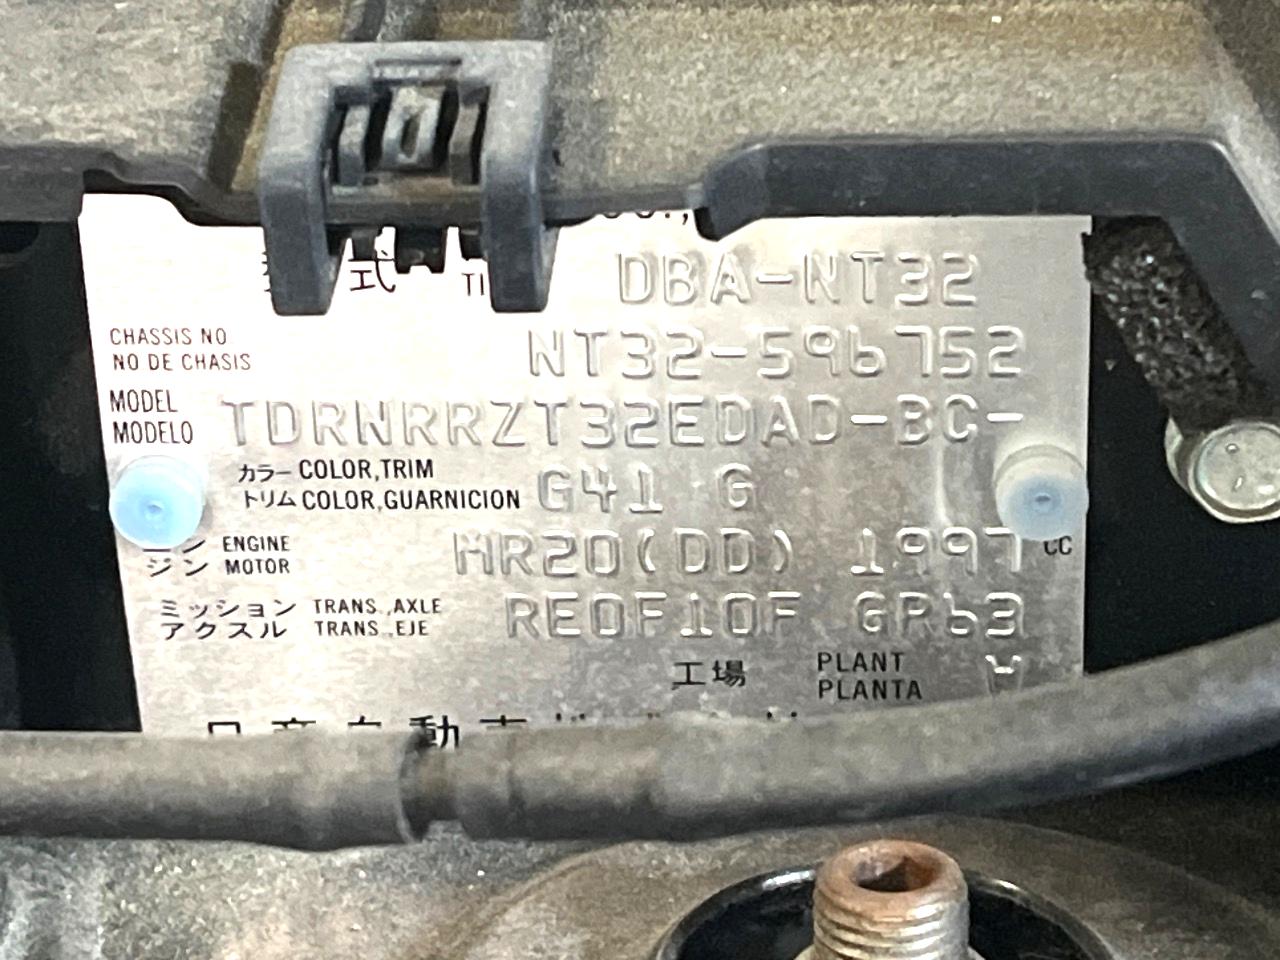 式 DBA-NT32
CHASSIS NO
NO DE CHASIS
NT32-596752
MODEL
MODELO
TDRNRRZT32EDAD-BC-
カラー COLOR,TRIM
トリム COLOR,GUARNICION
G41 G
ENGINE
ジン MOTOR
MR20(DD) 1997 CC
ミッション TRANS.,AXLE
アクスル TRANS.,EJE
RE0F10F GR63
工場 PLANT
PLANTA
W